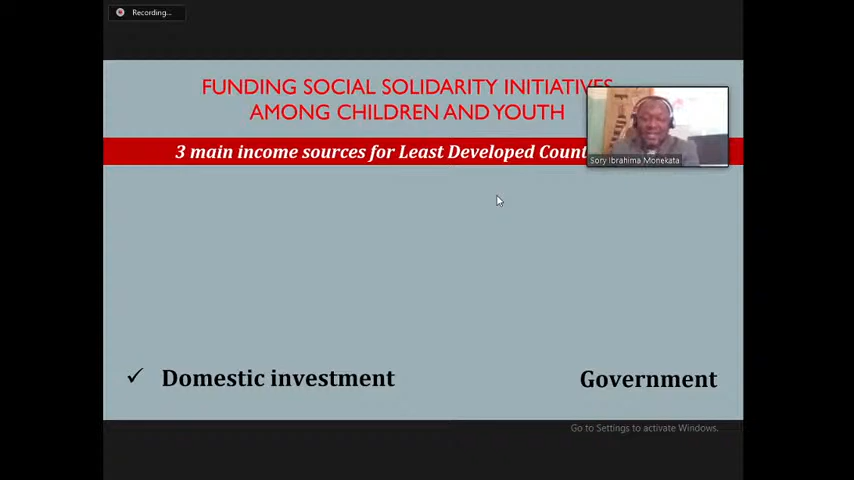 Recording...
FUNDING SOCIAL SOLIDARITY INITIATIVES
AMONG CHILDREN AND YOUTH
3 main income sources for Least Developed Count
Sory Ibrahima Monekata
✓ Domestic investment
Government
Go to Settings to activate Windows.